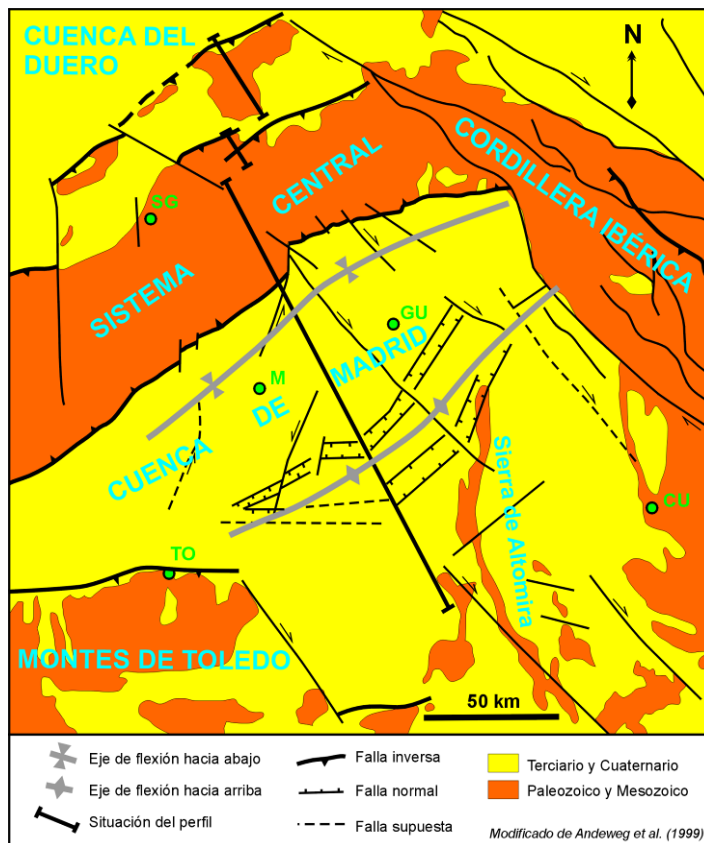 CUENCA DEL
DUERO
N
CORDILLERA IBÉRICA
CENTRAL
SG
SISTEMA
GU
MADRID
M
DE
CUENCA
Sierra de Altomira
CU
TO
MONTES DE TOLEDO
50 km
Eje de flexión hacia abajo
Falla inversa
Terciario y Cuaternario
Eje de flexión hacia arriba
Falla normal
Paleozoico y Mesozoico
Situación del perfil
Falla supuesta
Modificado de Andeweg et al. (1999)